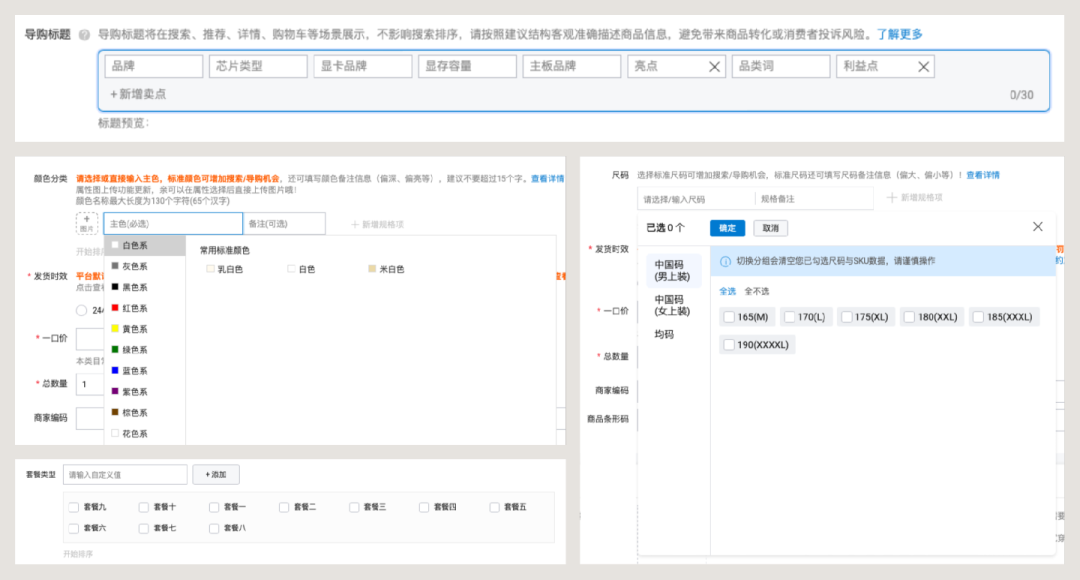 导购标题 ? 导购标题将在搜索、推荐、详情、购物车等场景展示，不影响搜索排序，请按照建议结构客观准确描述商品信息，避免带来商品转化或消费者投诉风险。了解更多
品牌 芯片类型 显卡品牌 显存容量 主板品牌 亮点 品类词 利益点
+新增卖点 0/30
标题预览：
颜色分类 请选择或直接输入主色，标准颜色可增加搜索/导购机会，还可填写颜色备注信息（偏深、偏亮等），建议不要超过15个字。查看详情
属性图上传功能更新，亲可以在属性选择后直接上传图片哦！
颜色名称最大长度为130个字符(65个汉字)
+ 图片 主色(必选) 备注(可选) + 新增规格项
开始排
白色系 常用标准颜色
灰色系 乳白色 白色 米白色
* 发货时效 平台默
黑色系
点击查
红色系
24
黄色系
* 一口价
绿色系
本类目
蓝色系
* 总数量 1
紫色系
商家编码
棕色系
花色系
套餐类型 请输入自定义值 +添加
套餐九 套餐十 套餐一 套餐二 套餐三 套餐四 套餐五
套餐六 套餐七 套餐八
开始排序
尺码 选择标准尺码可增加搜索/导购机会，标准尺码还可填写尺码备注信息（偏大、偏小等）！查看详情
请选择/输入尺码 规格备注 + 新增规格项
已选 0 个 确定 取消
* 发货时效
中国码
(男上装)
切换分组会清空您已勾选尺码与SKU数据，请谨慎操作
中国码
(女上装)
全选 全不选
* 一口价
165(M) 170(L) 175(XL) 180(XXL) 185(XXXL)
均码
190(XXXXL)
* 总数量
商家编码
商品条形码